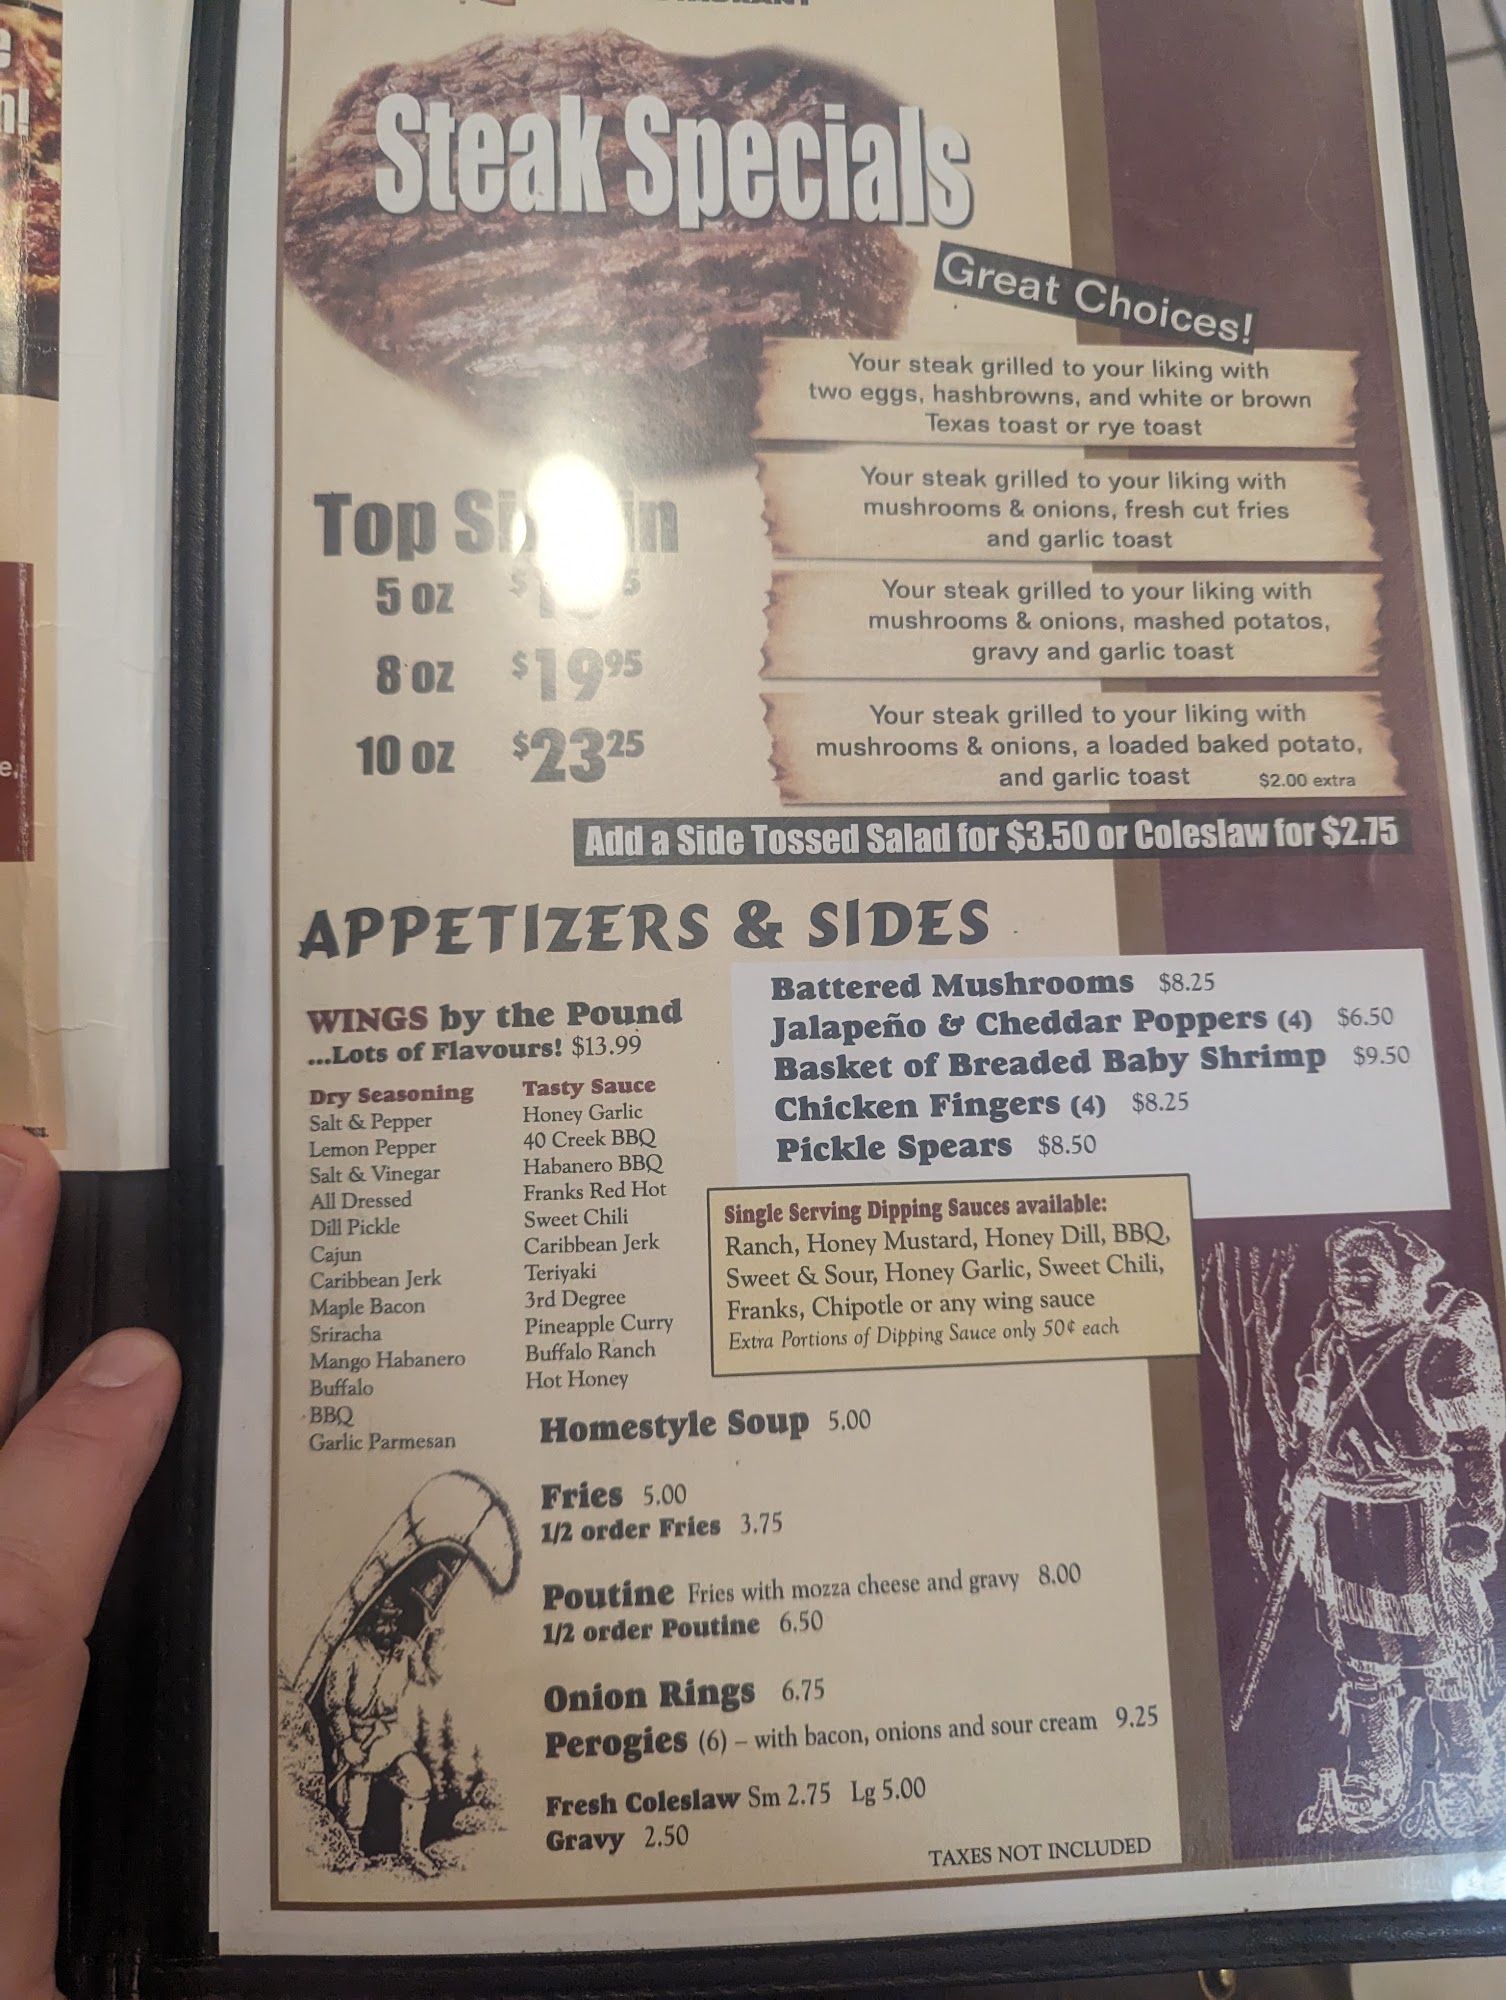 Steak Specials
Great Choices!
Your steak grilled to your liking with
two eggs, hashbrowns, and white or brown
Texas toast or rye toast
Your steak grilled to your liking with
mushrooms & onions, fresh cut fries
and garlic toast
Your steak grilled to your liking with
mushrooms & onions, mashed potatos,
gravy and garlic toast
Your steak grilled to your liking with
mushrooms & onions, a loaded baked potato,
and garlic toast $2.00 extra
Top
5 oz
8 oz $19.95
10 oz $23.25
Add a Side Tossed Salad for $3.50 or Coleslaw for $2.75
APPETIZERS & SIDES
WINGS by the Pound
...Lots of Flavours! $13.99
Dry Seasoning
Salt & Pepper
Lemon Pepper
Salt & Vinegar
All Dressed
Dill Pickle
Cajun
Caribbean Jerk
Maple Bacon
Sriracha
Mango Habanero
Buffalo
BBQ
Garlic Parmesan
Tasty Sauce
Honey Garlic
40 Creek BBQ
Habanero BBQ
Franks Red Hot
Sweet Chili
Caribbean Jerk
Teriyaki
3rd Degree
Pineapple Curry
Buffalo Ranch
Hot Honey
Battered Mushrooms $8.25
Jalapeño & Cheddar Poppers (4) $6.50
Basket of Breaded Baby Shrimp $9.50
Chicken Fingers (4) $8.25
Pickle Spears $8.50
Single Serving Dipping Sauces available:
Ranch, Honey Mustard, Honey Dill, BBQ,
Sweet & Sour, Honey Garlic, Sweet Chili,
Franks, Chipotle or any wing sauce
Extra Portions of Dipping Sauce only 50¢ each
Homestyle Soup 5.00
Fries 5.00
1/2 order Fries 3.75
Poutine Fries with mozza cheese and gravy 8.00
1/2 order Poutine 6.50
Onion Rings 6.75
Perogies (6) – with bacon, onions and sour cream 9.25
Fresh Coleslaw Sm 2.75 Lg 5.00
Gravy 2.50
TAXES NOT INCLUDED